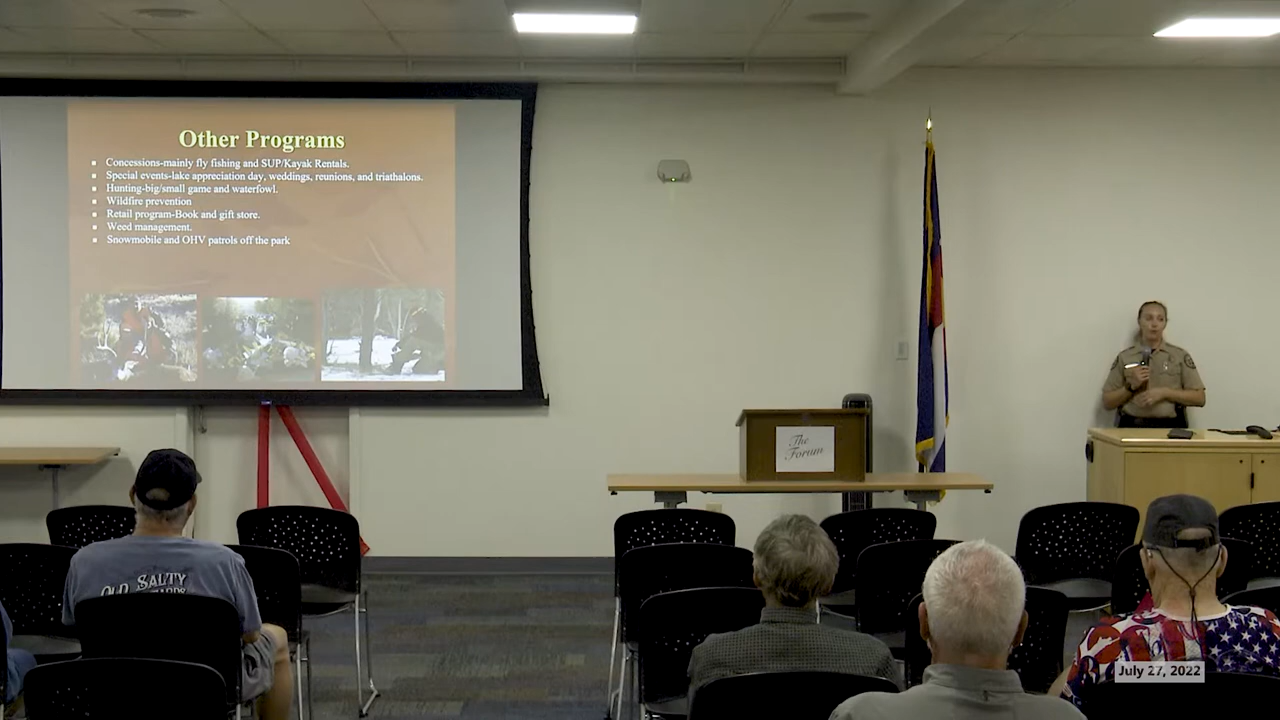 Other Programs
Concessions-mainly fly fishing and SUP/Kayak Rentals.
Special events-lake appreciation day, weddings, reunions, and triathalons.
Hunting-big/small game and waterfowl.
Wildfire prevention
Retail program-Book and gift store.
Weed management.
Snowmobile and OHV patrols off the park
The
Forum
OLD SALTY
July 27, 2022